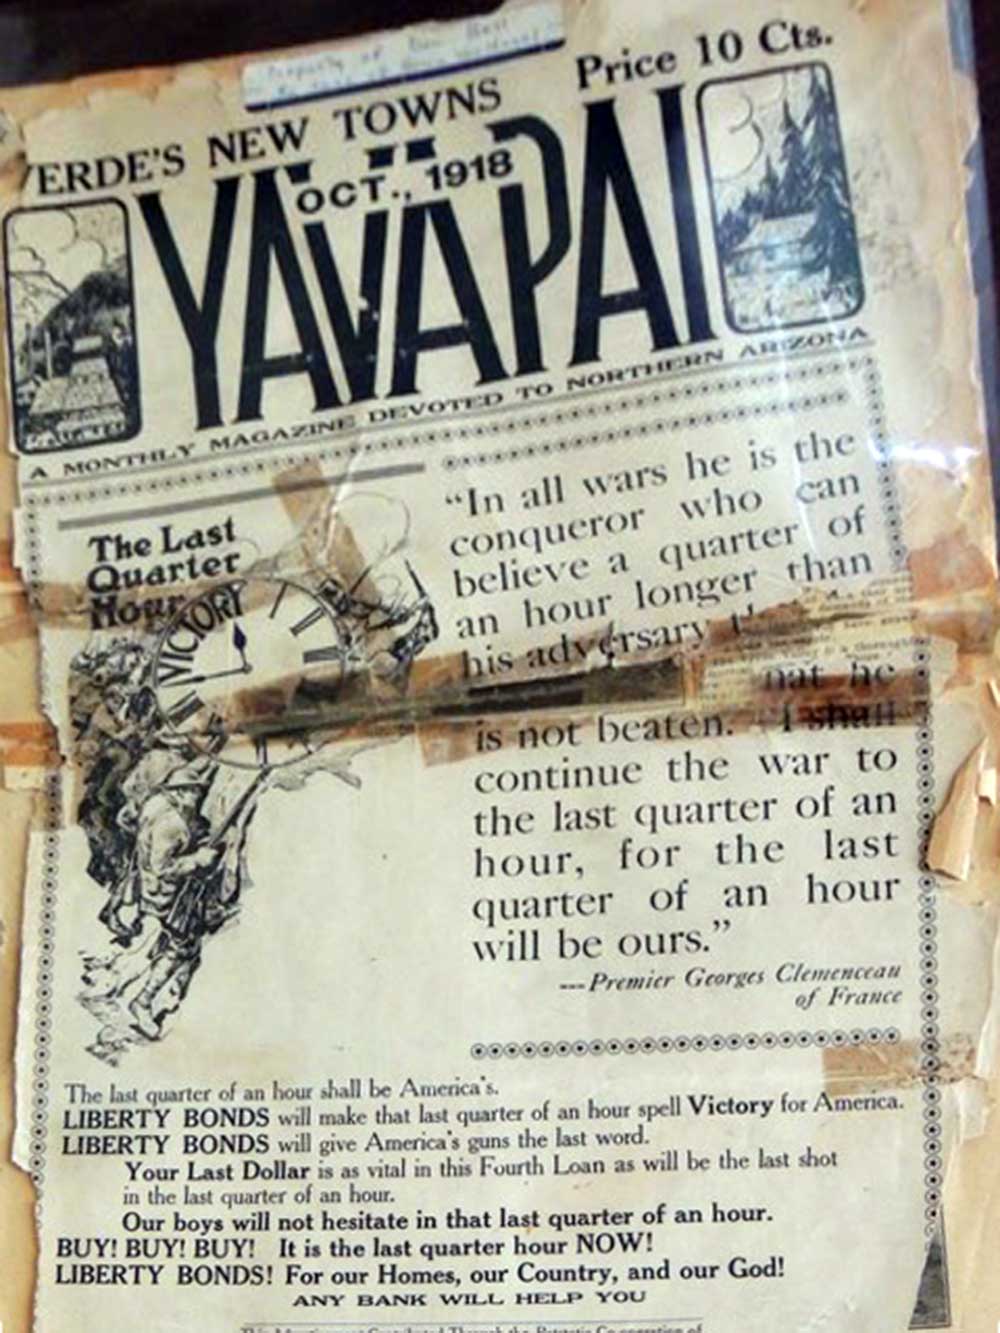 Price 10 Cts.
VERDE'S NEW TOWNS
OCT., 1918
YAVAPAI
A MONTHLY MAGAZINE DEVOTED TO NORTHERN ARIZONA
The Last
Quarter
Hour
VICTORY
"In all wars he is the
conqueror who can
believe a quarter of
an hour longer than
his adversary
that he
is not beaten. I shall
continue the war to
the last quarter of an
hour, for the last
quarter of an hour
will be ours."
---Premier Georges Clemenceau
of France
The last quarter of an hour shall be America's.
LIBERTY BONDS will make that last quarter of an hour spell Victory for America.
LIBERTY BONDS will give America's guns the last word.
Your Last Dollar is as vital in this Fourth Loan as will be the last shot
in the last quarter of an hour.
Our boys will not hesitate in that last quarter of an hour.
BUY! BUY! BUY! It is the last quarter hour NOW!
LIBERTY BONDS! For our Homes, our Country, and our God!
ANY BANK WILL HELP YOU